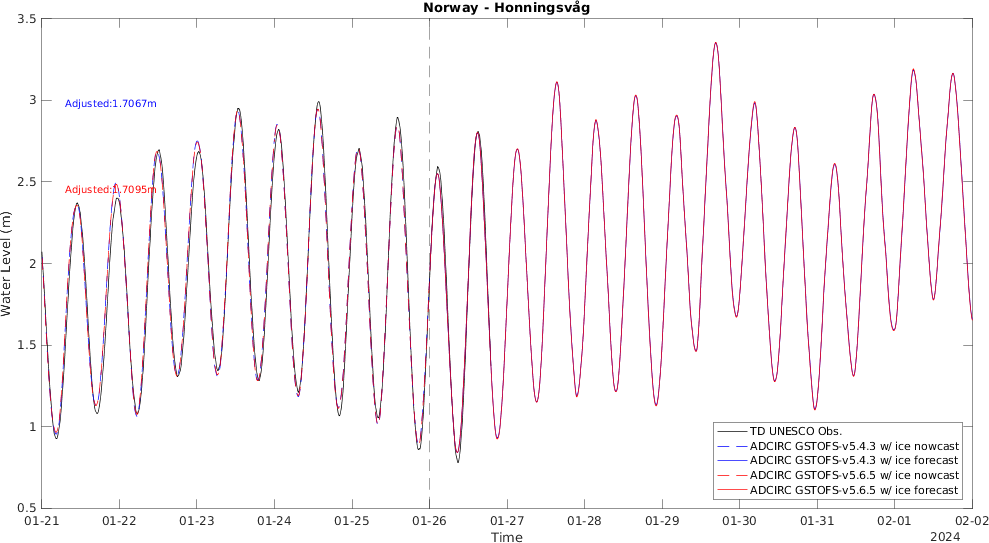 Norway - Honningsvåg
3.5
3
2.5
2
1.5
1
0.5
Water Level (m)
Adjusted:1.7067m
Adjusted:1.7095m
TD UNESCO Obs.
ADCIRC GSTOFS-v5.4.3 w/ ice nowcast
ADCIRC GSTOFS-v5.4.3 w/ ice forecast
ADCIRC GSTOFS-v5.6.5 w/ ice nowcast
ADCIRC GSTOFS-v5.6.5 w/ ice forecast
01-21 01-22 01-23 01-24 01-25 01-26 01-27 01-28 01-29 01-30 01-31 02-01 02-02
Time
2024